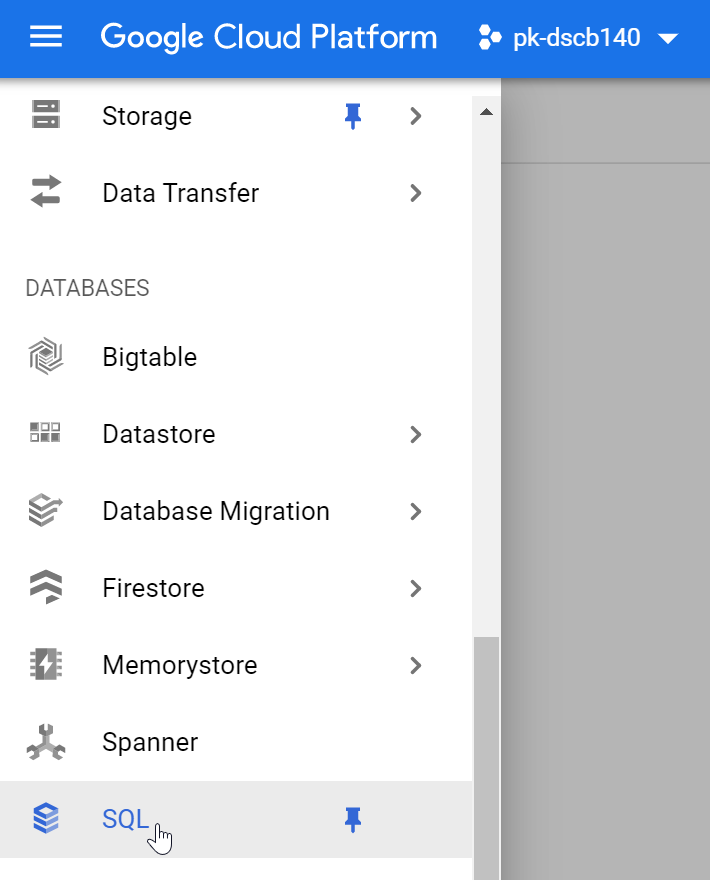 Google Cloud Platform pk-dscb140
Storage
Data Transfer
DATABASES
Bigtable
Datastore
Database Migration
Firestore
Memorystore
Spanner
SQL